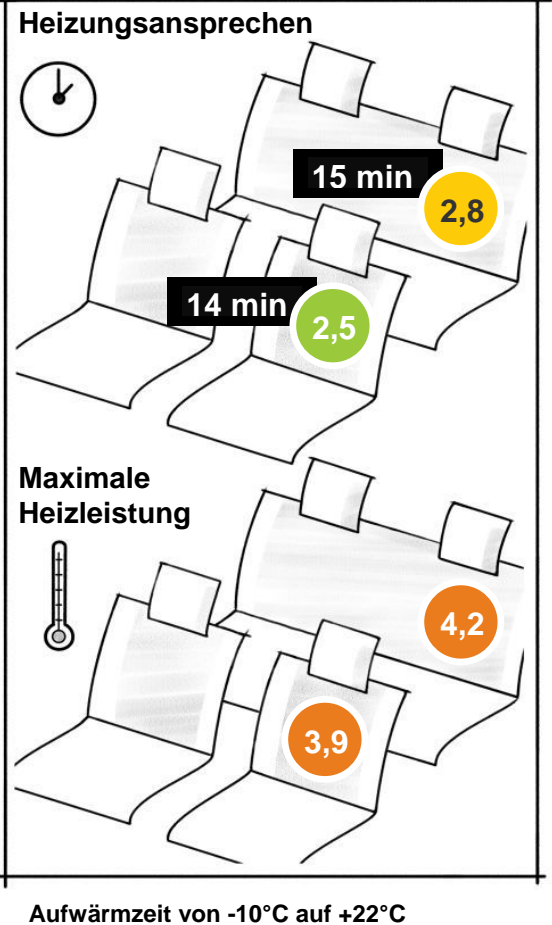 Heizungsansprechen
15 min
2,8
14 min
2,5
Maximale
Heizleistung
4,2
3,9
Aufwärmzeit von -10°C auf +22°C